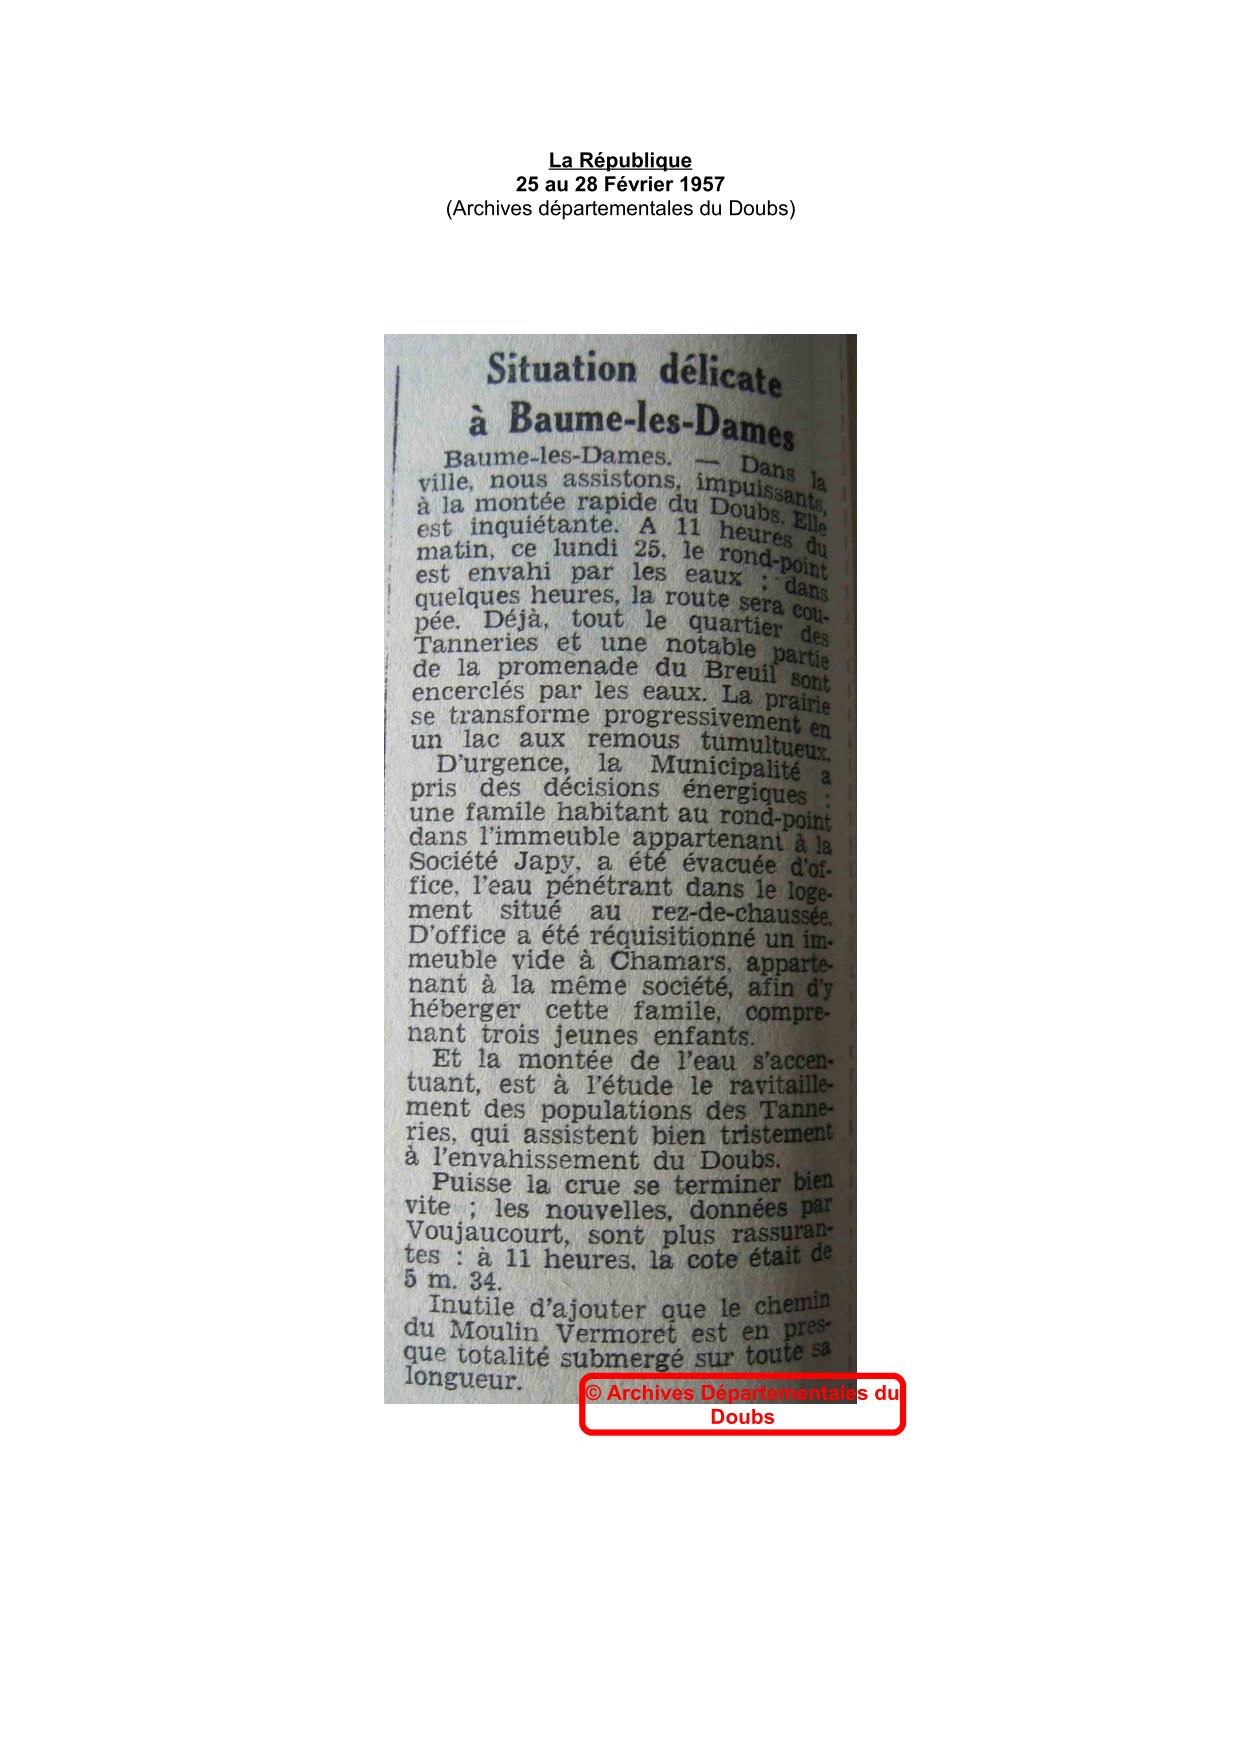 La République
25 au 28 Février 1957
(Archives départementales du Doubs)
Situation délicate
à Baume-les-Dames
Baume-les-Dames. — Dans la
ville, nous assistons, impuissants,
à la montée rapide du Doubs. Elle
est inquiétante. A 11 heures du
matin, ce lundi 25, le rond-point
est envahi par les eaux ; dans
quelques heures, la route sera cou-
pée. Déjà, tout le quartier des
Tanneries et une notable partie
de la promenade du Breuil sont
encerclés par les eaux. La prairie
se transforme progressivement en
un lac aux remous tumultueux.
D'urgence, la Municipalité a
pris des décisions énergiques :
une famile habitant au rond-point
dans l'immeuble appartenant à la
Société Japy, a été évacuée d'of-
fice, l'eau pénétrant dans le loge-
ment situé au rez-de-chaussée.
D'office a été réquisitionné un im-
meuble vide à Chamars, apparte-
nant à la même société, afin d'y
héberger cette famile, compre-
nant trois jeunes enfants.
Et la montée de l'eau s'accen-
tuant, est à l'étude le ravitaille-
ment des populations des Tanne-
ries, qui assistent bien tristement
à l'envahissement du Doubs.
Puisse la crue se terminer bien
vite ; les nouvelles, données par
Voujaucourt, sont plus rassuran-
tes : à 11 heures, la cote était de
5 m. 34.
Inutile d'ajouter que le chemin
du Moulin Vermoret est en pres-
que totalité submergé sur toute sa
longueur.
© Archives Départementales du
Doubs